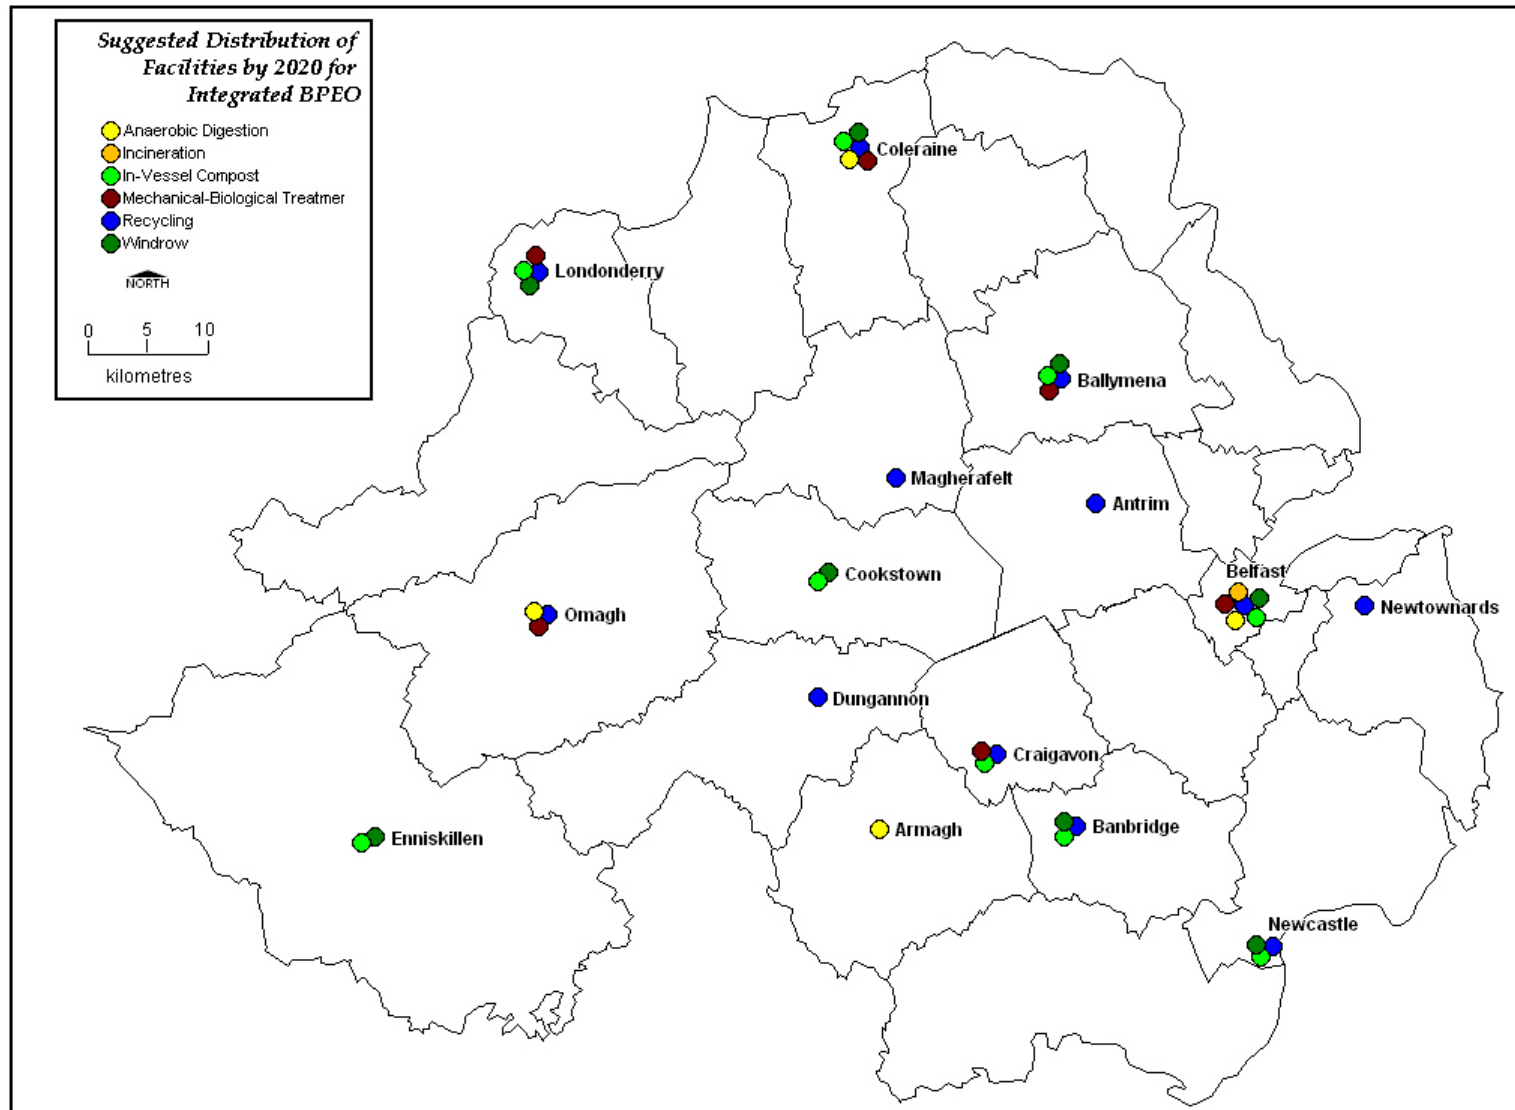 Suggested Distribution of
Facilities by 2020 for
Integrated BPEO
Anaerobic Digestion
Incineration
In-Vessel Compost
Mechanical-Biological Treatmer
Recycling
Windrow
NORTH
0 5 10
kilometres
Coleraine
Londonderry
Ballymena
Magherafelt
Antrim
Cookstown
Belfast
Omagh
Newtownards
Dungannon
Craigavon
Armagh
Banbridge
Enniskillen
Newcastle